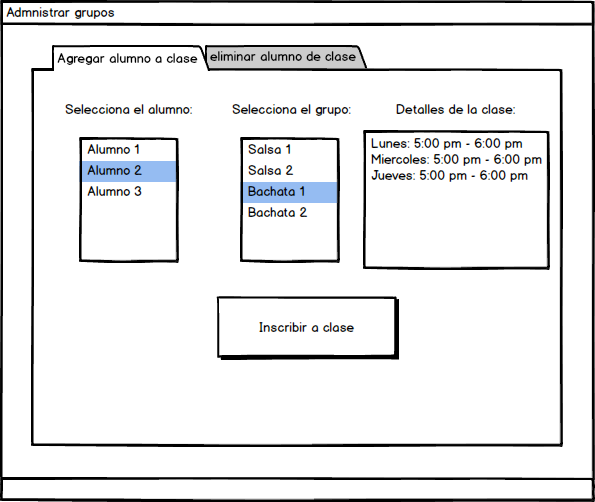 Admnistrar grupos
Agregar alumno a clase
eliminar alumno de clase
Selecciona el alumno:
Selecciona el grupo:
Detalles de la clase:
Alumno 1
Alumno 2
Alumno 3
Salsa 1
Salsa 2
Bachata 1
Bachata 2
Lunes: 5:00 pm - 6:00 pm
Miercoles: 5:00 pm - 6:00 pm
Jueves: 5:00 pm - 6:00 pm
Inscribir a clase